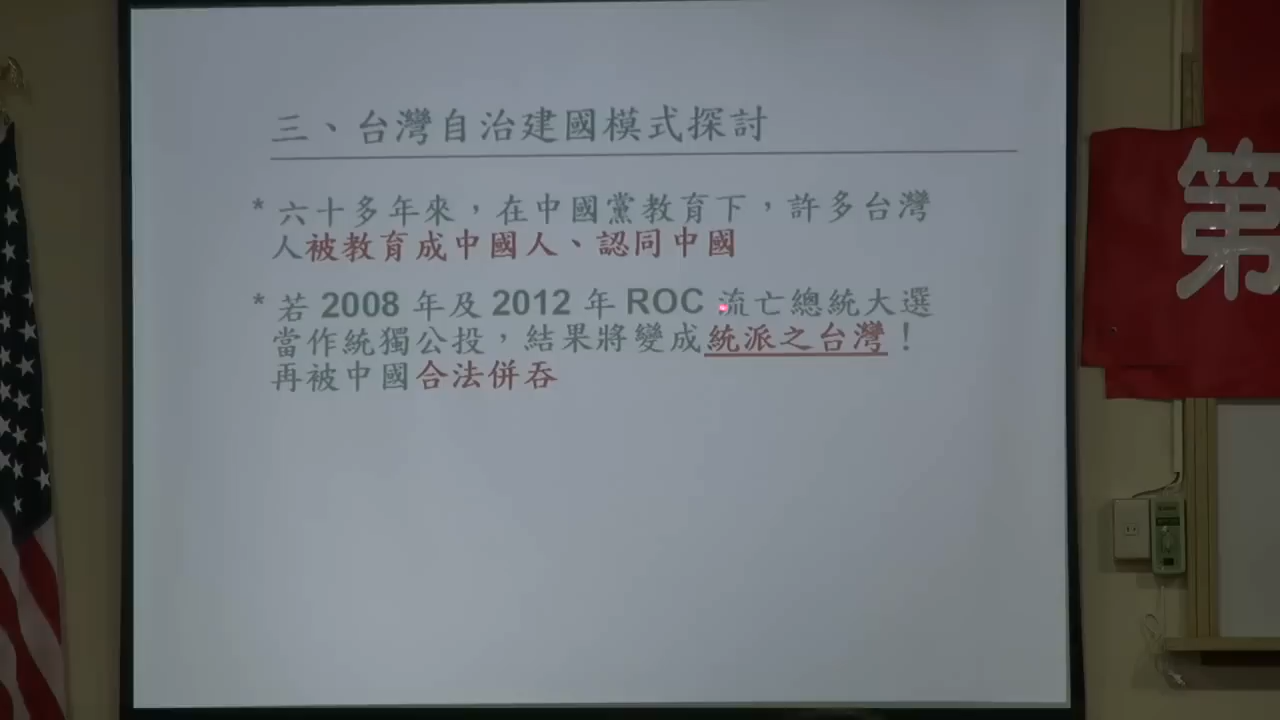 三、台灣自治建國模式探討
* 六十多年來，在中國黨教育下，許多台灣
人被教育成中國人、認同中國
* 若 2008 年及 2012 年 ROC 流亡總統大選
當作統獨公投，結果將變成統派之台灣！
再被中國合法併吞
第